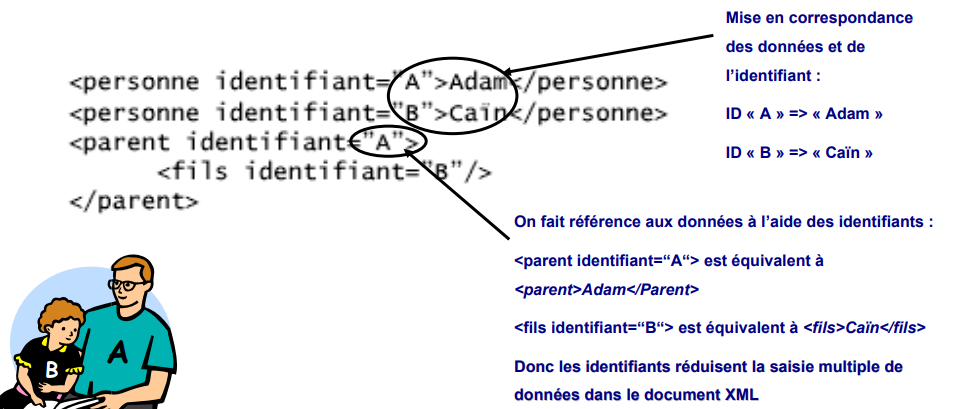 Mise en correspondance
des données et de
l’identifiant :
ID « A » => « Adam »
ID « B » => « Caïn »
<personne identifiant=”A”>Adam</personne>
<personne identifiant=”B”>Caïn</personne>
<parent identifiant=”A”>
<fils identifiant=”B”/>
</parent>
On fait référence aux données à l’aide des identifiants :
<parent identifiant=“A“> est équivalent à
<parent>Adam</Parent>
<fils identifiant=“B“> est équivalent à <fils>Caïn</fils>
Donc les identifiants réduisent la saisie multiple de
données dans le document XML
A
B